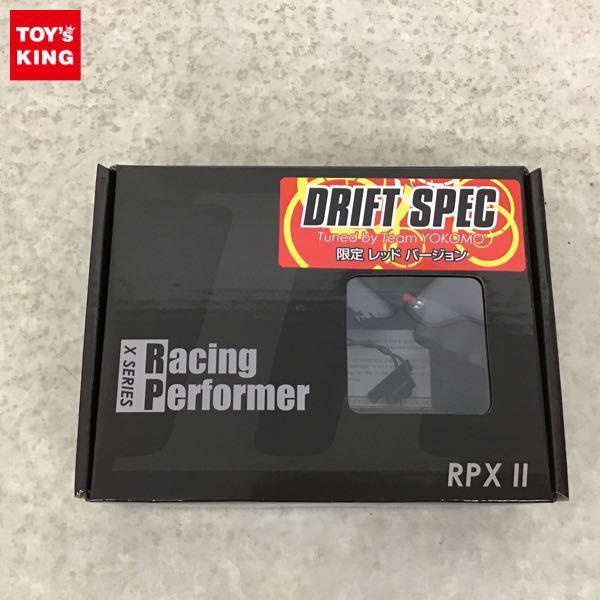 TOY'S
KING
DRIFT SPEC
Tuned by Team YOKOMO
限定 レッド バージョン
X SERIES
Racing
Performer
RPX II